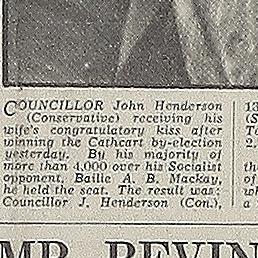 COUNCILLOR John Henderson
(Conservative) receiving his
wife's congratulatory kiss after
winning the Cathcart by-election
yesterday. By his majority of
more than 4,000 over his Socialist
opponent, Bailie A. B. Mackay,
he held the seat. The result was:
Councillor J. Henderson (Con.),
MR. BEVIN